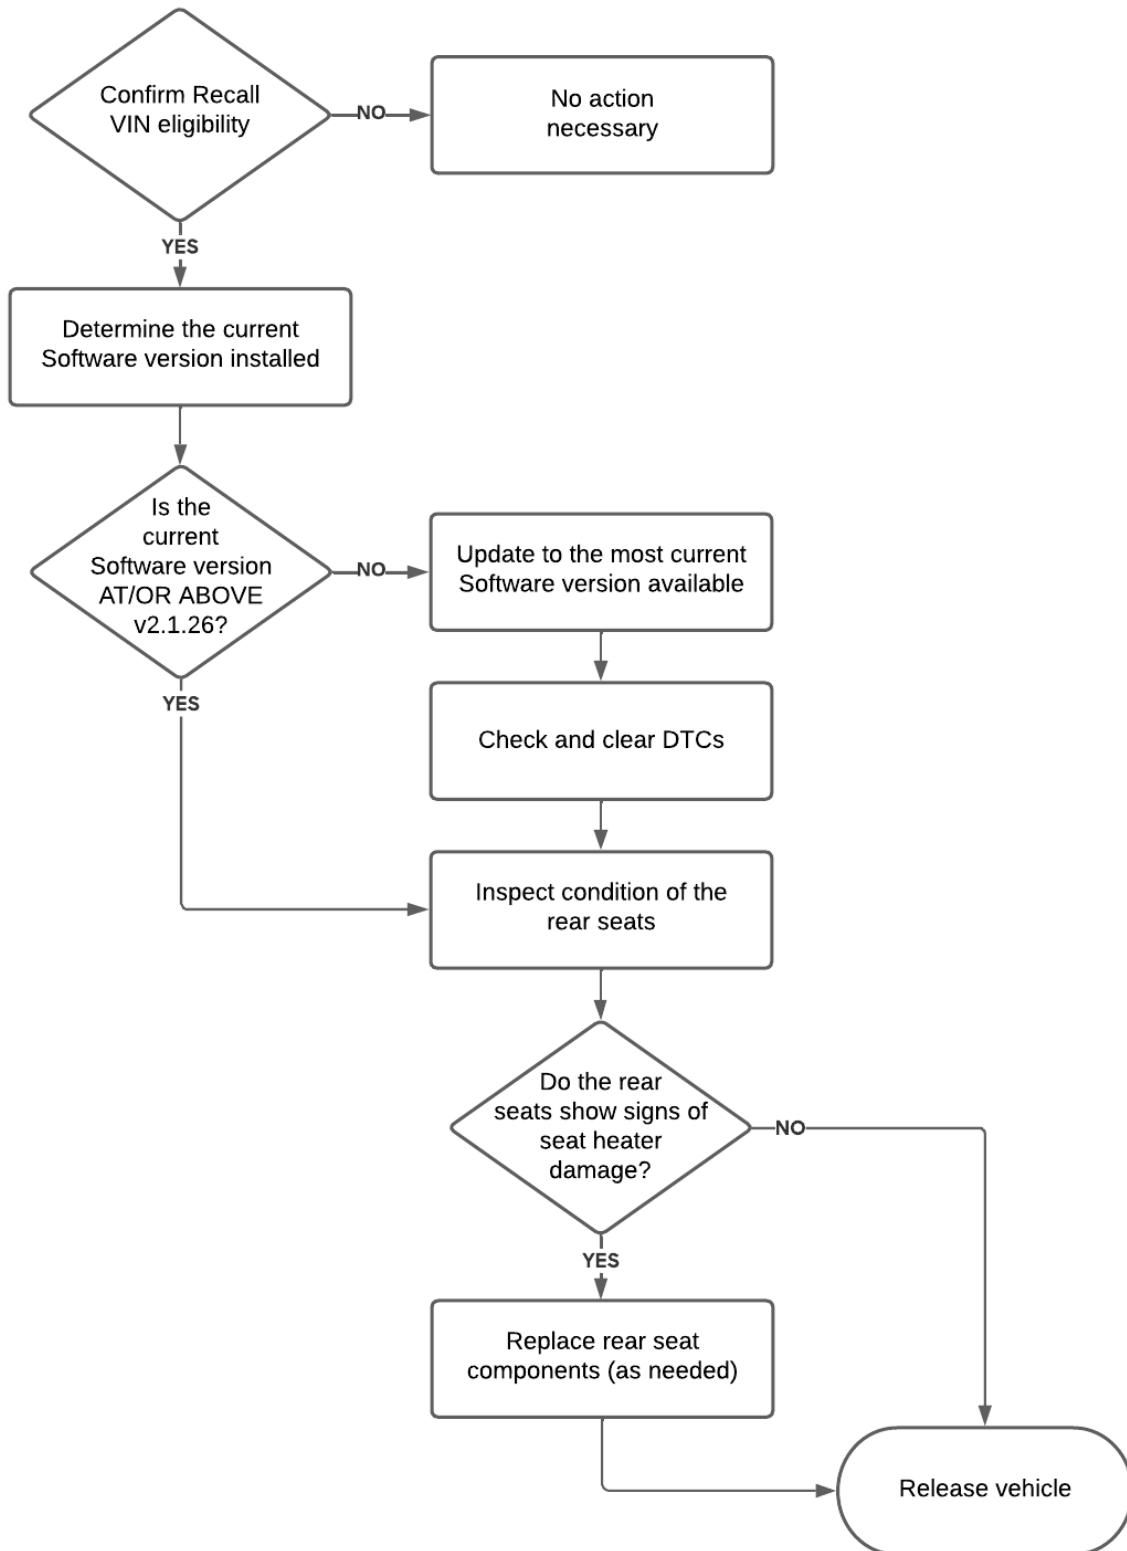 Confirm Recall
VIN eligibility
NO
No action
necessary
YES
Determine the current
Software version installed
Is the
current
Software version
AT/OR ABOVE
v2.1.26?
NO
Update to the most current
Software version available
YES
Check and clear DTCs
Inspect condition of the
rear seats
Do the rear
seats show signs of
seat heater
damage?
NO
YES
Replace rear seat
components (as needed)
Release vehicle